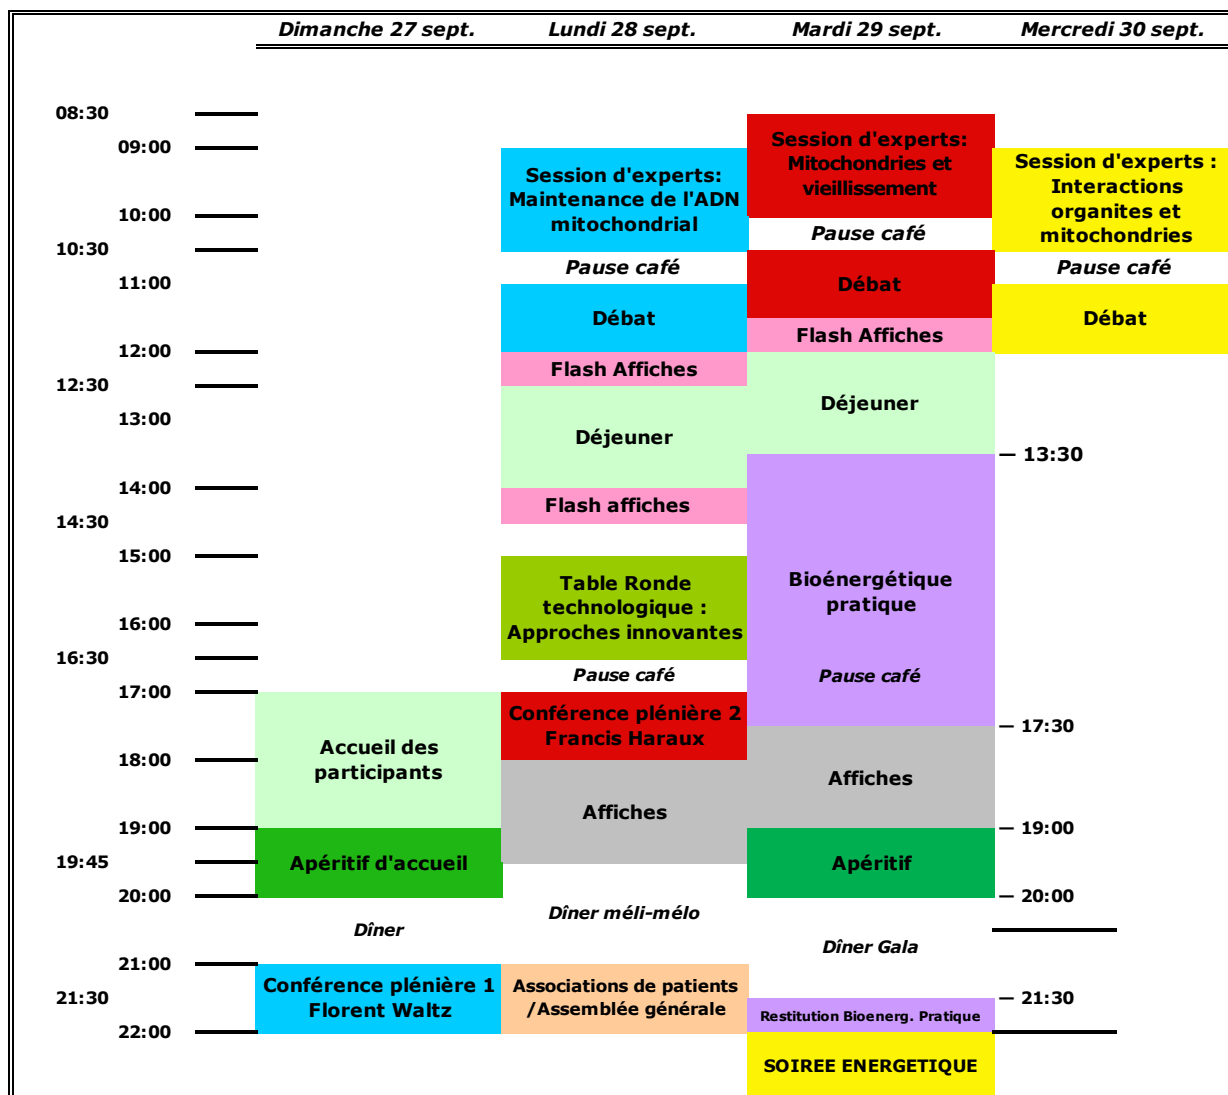 Dimanche 27 sept.
Lundi 28 sept.
Mardi 29 sept.
Mercredi 30 sept.
08:30
09:00
10:00
10:30
11:00
12:00
12:30
13:00
14:00
14:30
15:00
16:00
16:30
17:00
18:00
19:00
19:45
20:00
21:00
21:30
22:00
Accueil des
participants
Apéritif d'accueil
Dîner
Conférence plénière 1
Florent Waltz
Session d'experts:
Maintenance de l'ADN
mitochondrial
Pause café
Débat
Flash Affiches
Déjeuner
Flash affiches
Table Ronde
technologique :
Approches innovantes
Pause café
Conférence plénière 2
Francis Haraux
Affiches
Dîner méli-mélo
Associations de patients
/Assemblée générale
Session d'experts:
Mitochondries et
vieillissement
Pause café
Débat
Flash Affiches
Déjeuner
Bioénergétique
pratique
Pause café
Affiches
Apéritif
Dîner Gala
Restitution Bioenerg. Pratique
SOIREE ENERGETIQUE
Session d'experts :
Interactions
organites et
mitochondries
Pause café
Débat
— 13:30
— 17:30
— 19:00
— 20:00
— 21:30